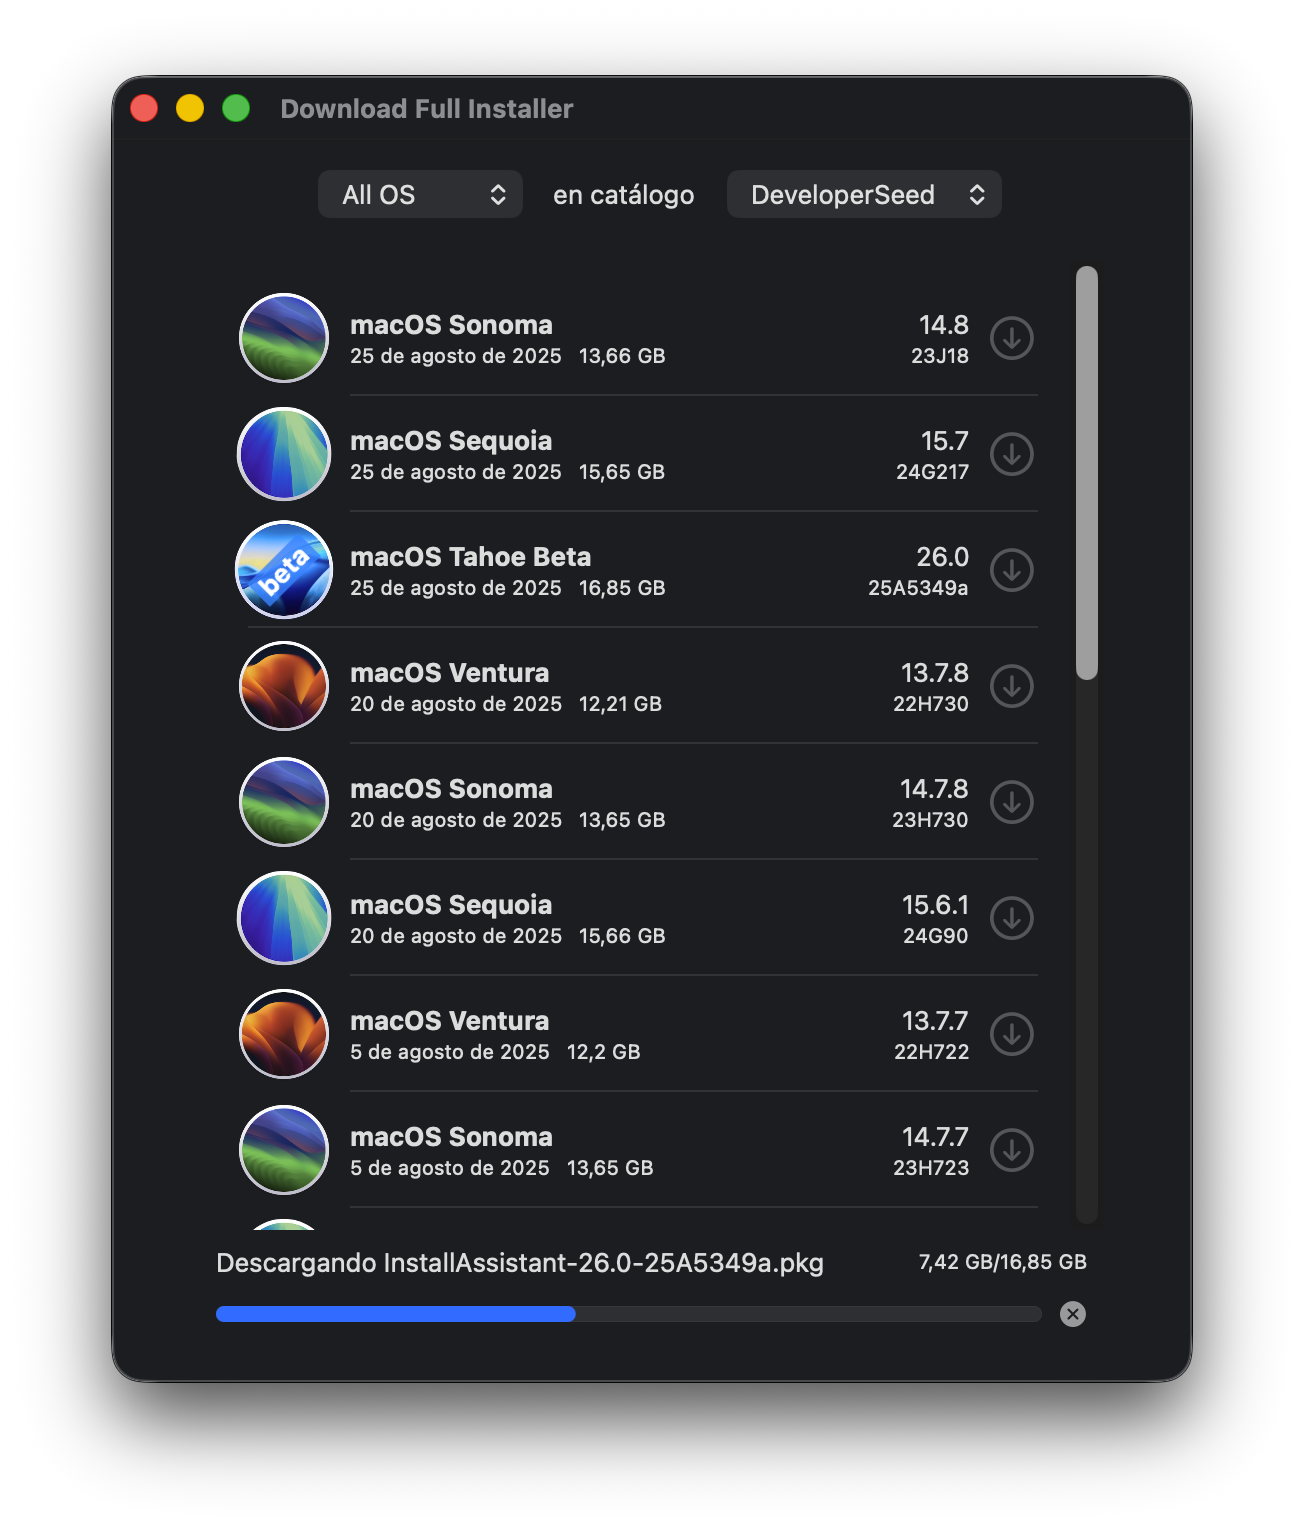 Download Full Installer
All OS en catálogo DeveloperSeed
macOS Sonoma 14.8
25 de agosto de 2025 13,66 GB 23J18
macOS Sequoia 15.7
25 de agosto de 2025 15,65 GB 24G217
beta
macOS Tahoe Beta 26.0
25 de agosto de 2025 16,85 GB 25A5349a
macOS Ventura 13.7.8
20 de agosto de 2025 12,21 GB 22H730
macOS Sonoma 14.7.8
20 de agosto de 2025 13,65 GB 23H730
macOS Sequoia 15.6.1
20 de agosto de 2025 15,66 GB 24G90
macOS Ventura 13.7.7
5 de agosto de 2025 12,2 GB 22H722
macOS Sonoma 14.7.7
5 de agosto de 2025 13,65 GB 23H723
Descargando InstallAssistant-26.0-25A5349a.pkg 7,42 GB/16,85 GB